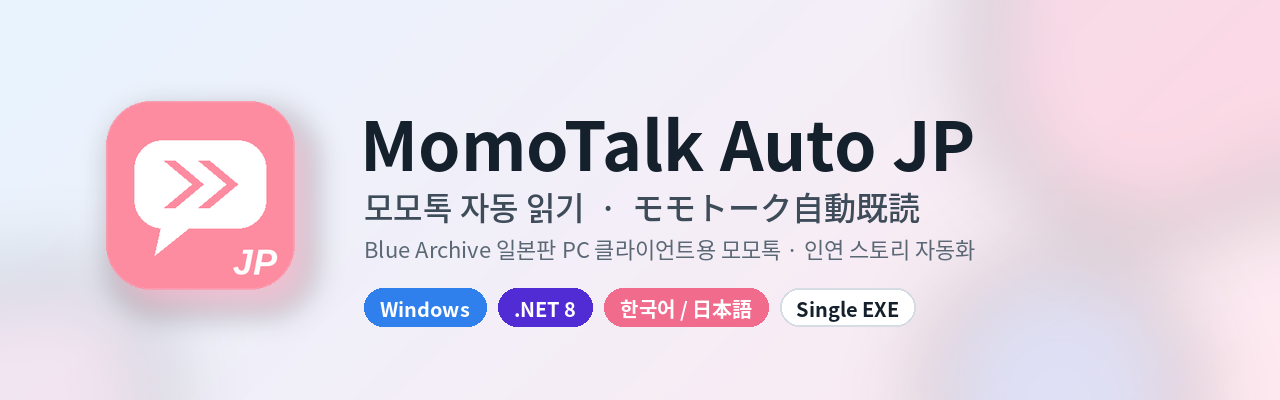 JP
MomoTalk Auto JP
모모톡 자동 읽기 · モモトーク自動既読
Blue Archive 일본판 PC 클라이언트용 모모톡 · 인연 스토리 자동화
Windows .NET 8 한국어 / 日本語 Single EXE